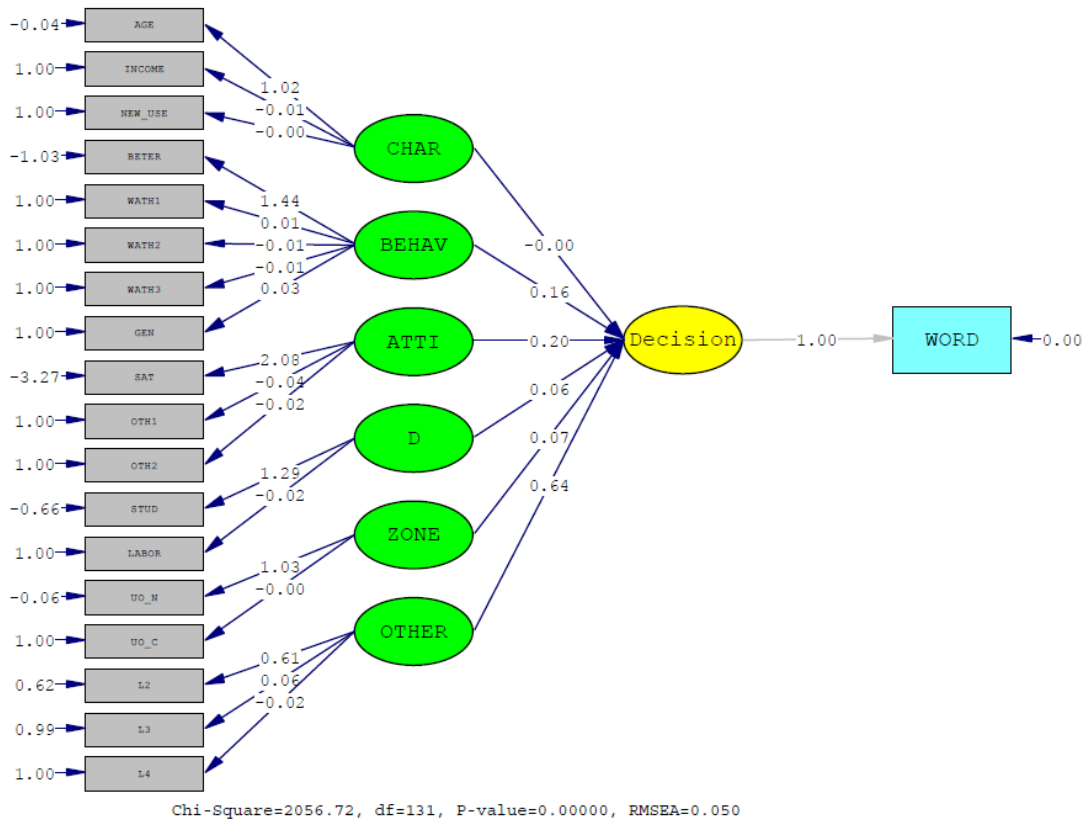 -0.04 AGE
1.00 INCOME
1.00 NEW_USE
-1.03 BETER
1.00 WATH1
1.00 WATH2
1.00 WATH3
1.00 GEN
-3.27 SAT
1.00 OTH1
1.00 OTH2
-0.66 STUD
1.00 LABOR
-0.06 UO_N
1.00 UO_C
0.62 L2
0.99 L3
1.00 L4
1.02
-0.01
-0.00
1.44
0.01
-0.01
-0.01
0.03
2.08
-0.04
-0.02
1.29
-0.02
1.03
-0.00
0.61
0.06
-0.02
CHAR
BEHAV
ATTI
D
ZONE
OTHER
-0.00
0.16
0.20
0.06
0.07
0.64
Decision
1.00
WORD
-0.00
Chi-Square=2056.72, df=131, P-value=0.00000, RMSEA=0.050